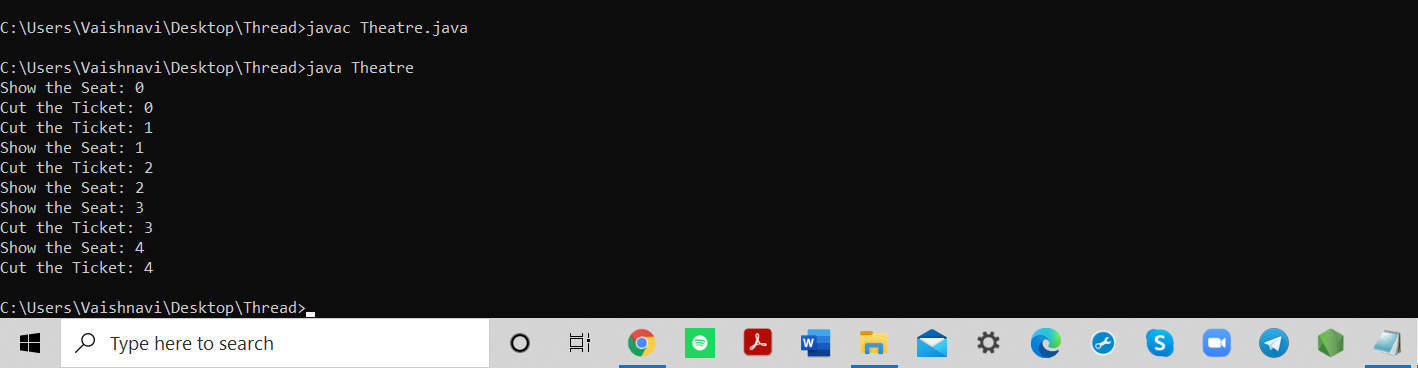 C:\Users\Vaishnavi\Desktop\Thread>javac Theatre.java
C:\Users\Vaishnavi\Desktop\Thread>java Theatre
Show the Seat: 0
Cut the Ticket: 0
Cut the Ticket: 1
Show the Seat: 1
Cut the Ticket: 2
Show the Seat: 2
Show the Seat: 3
Cut the Ticket: 3
Show the Seat: 4
Cut the Ticket: 4
C:\Users\Vaishnavi\Desktop\Thread>
Type here to search